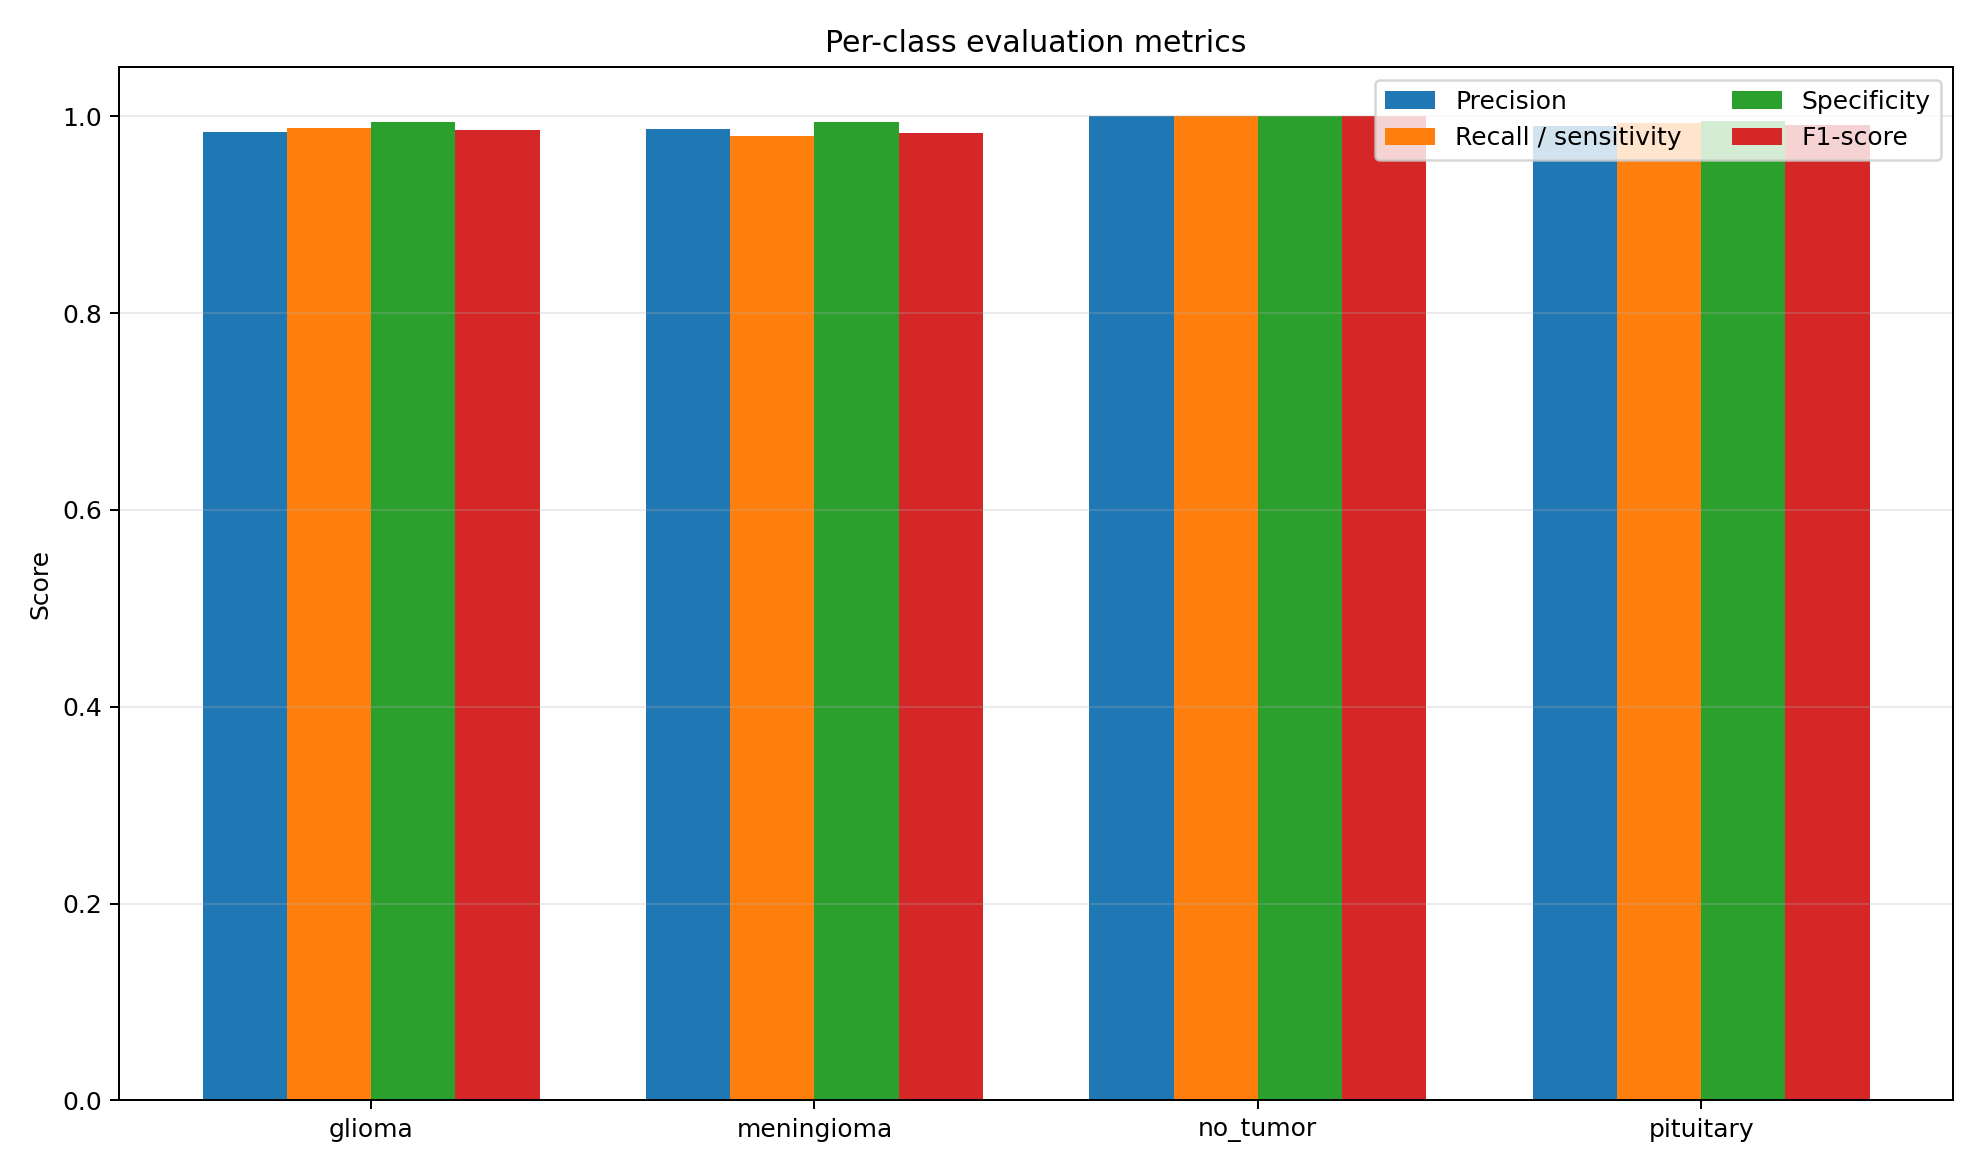 Per-class evaluation metrics
Precision
Recall / sensitivity
Specificity
F1-score
Score
1.0
0.8
0.6
0.4
0.2
0.0
glioma meningioma no_tumor pituitary